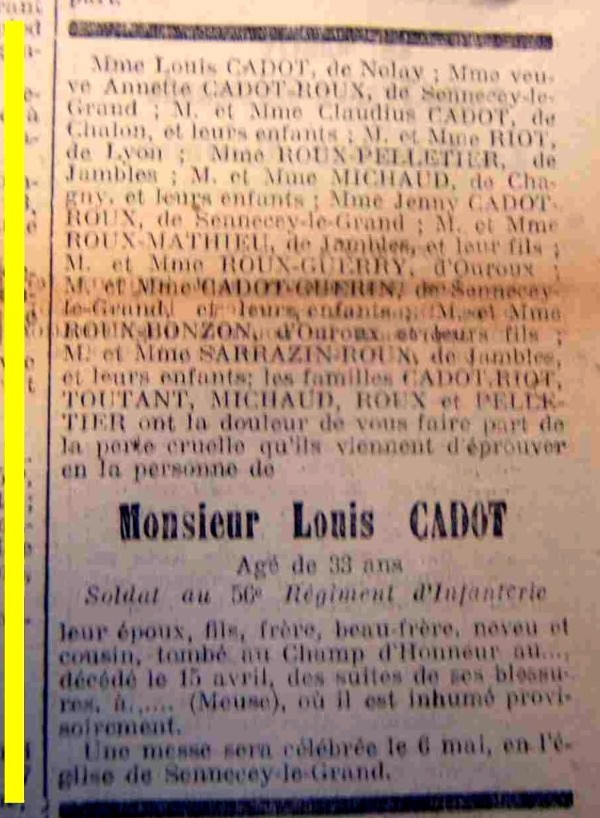 Mme Louis CADOT, de Nolay ; Mme veu-
ve Annette CADOT-ROUX, de Sennecey-le-
Grand ; M. et Mme Claudius CADOT, de
Chalon, et leurs enfants ; M. et Mme RIOT,
de Lyon ; Mme ROUX-PELLETIER, de
Jambles ; M. et Mme MICHAUD, de Cha-
gny, et leurs enfants ; Mme Jenny CADOT-
ROUX, de Sennecey-le-Grand ; M. et Mme
ROUX-MATHIEU, de Jambles, et leur fils ;
M. et Mme ROUX-GUERRY, d'Ouroux ;
M. et Mme CADOT-GUERIN, de Sennecey-
le-Grand, et leurs enfants ; M. et Mme
ROUX-BONZON, d'Ouroux et leurs fils ;
M. et Mme SARRAZIN-ROUX, de Jambles,
et leurs enfants; les familles CADOT-RIOT,
TOUTANT, MICHAUD, ROUX et PELLE-
TIER ont la douleur de vous faire part de
la perte cruelle qu'ils viennent d'éprouver
en la personne de
Monsieur Louis CADOT
Agé de 33 ans
Soldat au 56e Régiment d'Infanterie
leur époux, fils, frère, beau-frère, neveu et
cousin, tombé au Champ d'Honneur au...,
décédé le 15 avril, des suites de ses blessu-
res, à...... (Meuse), où il est inhumé provi-
soirement.
Une messe sera célébrée le 6 mai, en l'é-
glise de Sennecey-le-Grand.